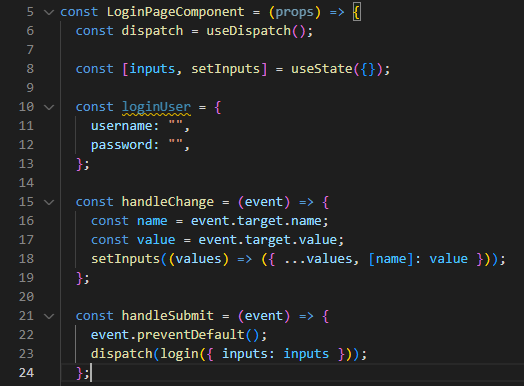 5 const LoginPageComponent = (props) => {
6   const dispatch = useDispatch();
7
8   const [inputs, setInputs] = useState({});
9
10   const loginUser = {
11     username: "",
12     password: "",
13   };
14
15   const handleChange = (event) => {
16     const name = event.target.name;
17     const value = event.target.value;
18     setInputs((values) => ({ ...values, [name]: value }));
19   };
20
21   const handleSubmit = (event) => {
22     event.preventDefault();
23     dispatch(login({ inputs: inputs }));
24   };